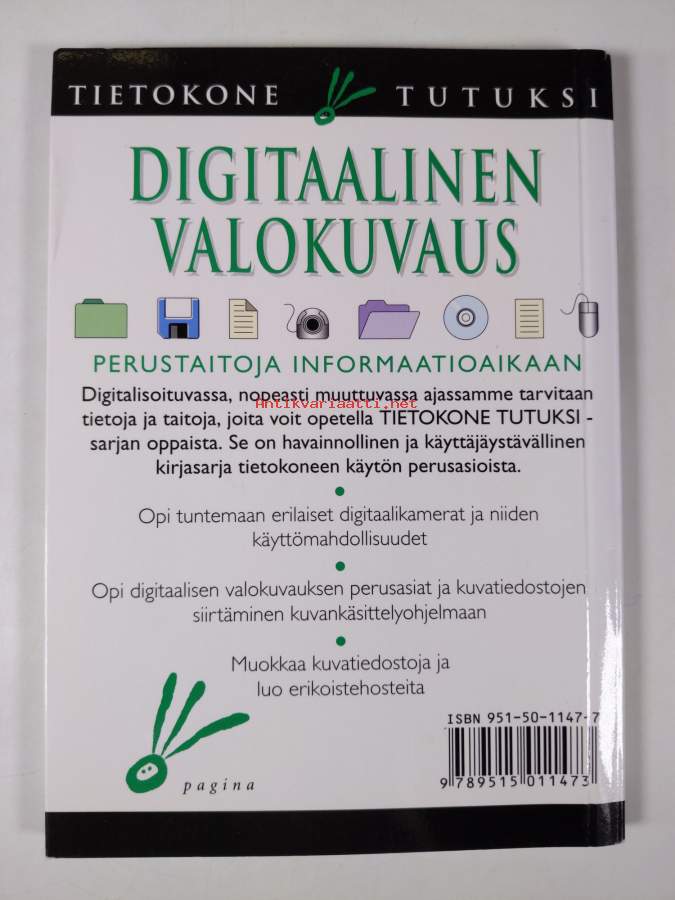 TIETOKONE TUTUKSI
DIGITAALINEN
VALOKUVAUS
PERUSTAITOJA INFORMAATIOAIKAAN
Digitalisoituvassa, nopeasti muuttuvassa ajassamme tarvitaan
Antikvariaatti.net
tietoja ja taitoja, joita voit opetella TIETOKONE TUTUKSI -
sarjan oppaista. Se on havainnollinen ja käyttäjäystävällinen
kirjasarja tietokoneen käytön perusasioista.
Opi tuntemaan erilaiset digitaalikamerat ja niiden
käyttömahdollisuudet
Opi digitaalisen valokuvauksen perusasiat ja kuvatiedostojen
siirtäminen kuvankäsittelyohjelmaan
Muokkaa kuvatiedostoja ja
luo erikoistehosteita
ISBN 951-50-1147-7
9 789515 011473
pagina